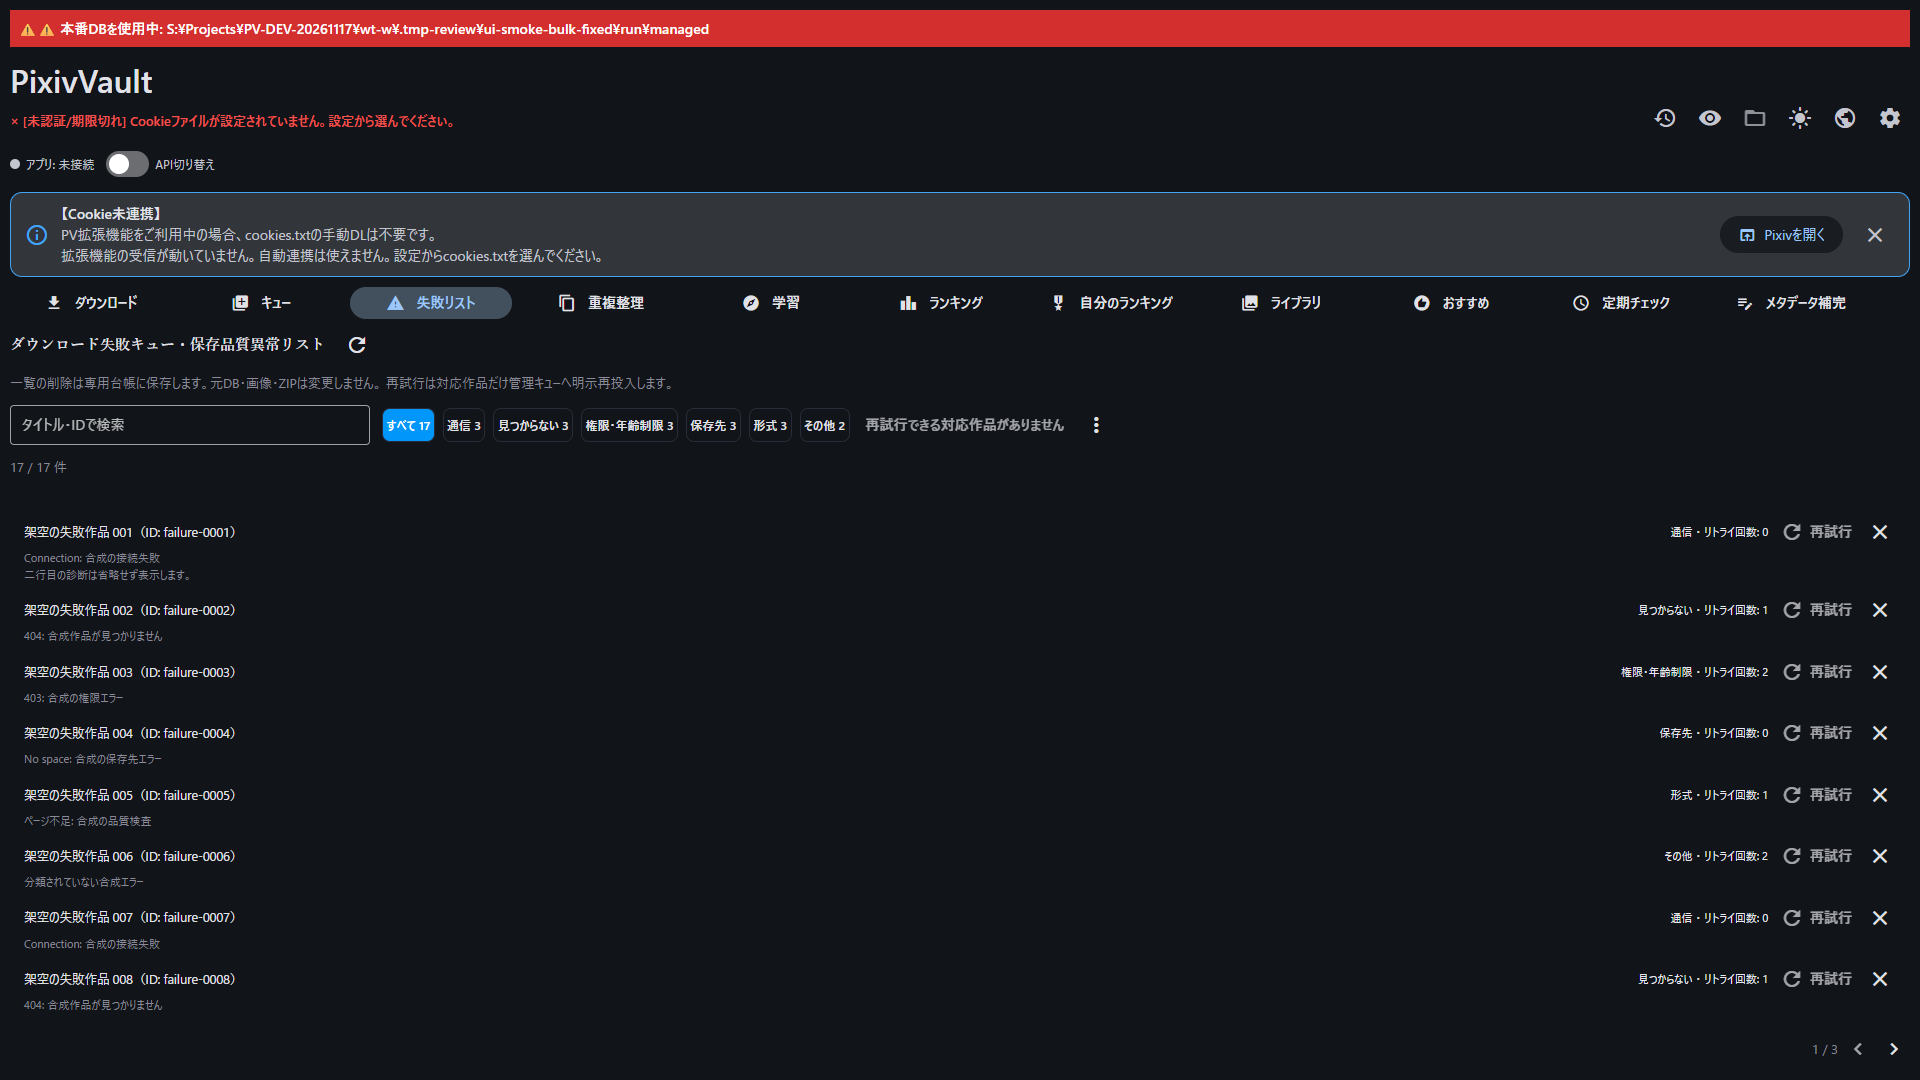 本番DBを使用中: S:¥Projects¥PV-DEV-20261117¥wt-w¥.tmp-review¥ui-smoke-bulk-fixed¥run¥managed
PixivVault
× [未認証/期限切れ] Cookieファイルが設定されていません。設定から選んでください。
アプリ: 未接続 API切り替え
【Cookie未連携】
PV拡張機能をご利用中の場合、cookies.txtの手動DLは不要です。
拡張機能の受信が動いていません。自動連携は使えません。設定からcookies.txtを選んでください。
Pixivを開く
ダウンロード キュー 失敗リスト 重複整理 学習 ランキング 自分のランキング ライブラリ おすすめ 定期チェック メタデータ補完
ダウンロード失敗キュー・保存品質異常リスト
一覧の削除は専用台帳に保存します。元DB・画像・ZIPは変更しません。再試行は対応作品だけ管理キューへ明示再投入します。
タイトル・IDで検索 すべて 17 通信 3 見つからない 3 権限・年齢制限 3 保存先 3 形式 3 その他 2 再試行できる対応作品がありません
17 / 17 件
架空の失敗作品 001（ID: failure-0001） 通信・リトライ回数: 0 再試行
Connection: 合成の接続失敗
二行目の診断は省略せず表示します。
架空の失敗作品 002（ID: failure-0002） 見つからない・リトライ回数: 1 再試行
404: 合成作品が見つかりません
架空の失敗作品 003（ID: failure-0003） 権限・年齢制限・リトライ回数: 2 再試行
403: 合成の権限エラー
架空の失敗作品 004（ID: failure-0004） 保存先・リトライ回数: 0 再試行
No space: 合成の保存先エラー
架空の失敗作品 005（ID: failure-0005） 形式・リトライ回数: 1 再試行
ページ不足: 合成の品質検査
架空の失敗作品 006（ID: failure-0006） その他・リトライ回数: 2 再試行
分類されていない合成エラー
架空の失敗作品 007（ID: failure-0007） 通信・リトライ回数: 0 再試行
Connection: 合成の接続失敗
架空の失敗作品 008（ID: failure-0008） 見つからない・リトライ回数: 1 再試行
404: 合成作品が見つかりません
1 / 3